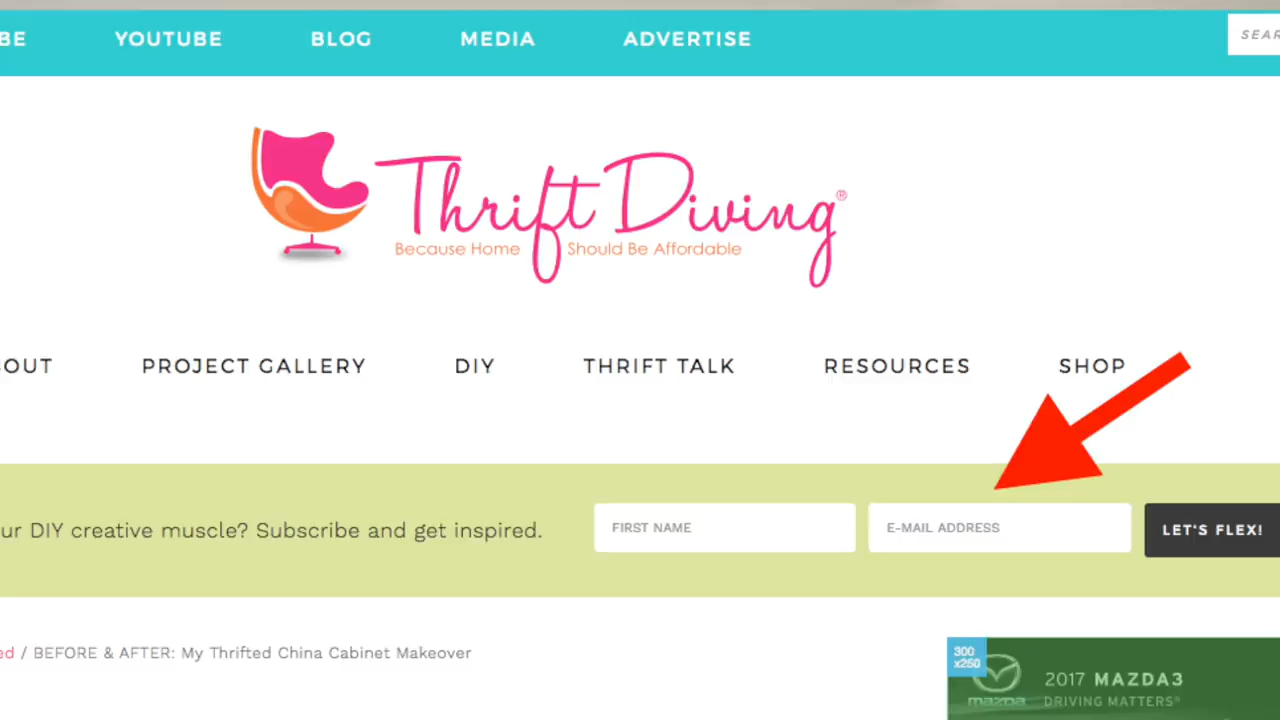 BE YOUTUBE BLOG MEDIA ADVERTISE SEAR
Thrift Diving®
Because Home Should Be Affordable
OUT PROJECT GALLERY DIY THRIFT TALK RESOURCES SHOP
ur DIY creative muscle? Subscribe and get inspired. FIRST NAME E-MAIL ADDRESS LET'S FLEX!
ed / BEFORE & AFTER: My Thrifted China Cabinet Makeover
300
x250
2017 MAZDA3
mazda DRIVING MATTERS®